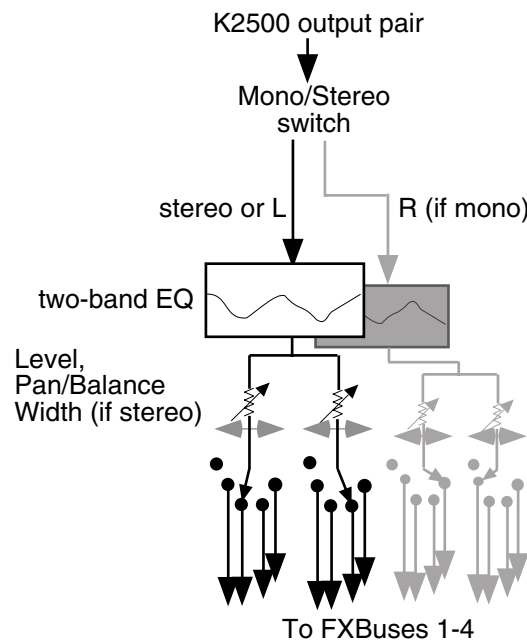 K2500 output pair
Mono/Stereo
switch
stereo or L
R (if mono)
two-band EQ
Level,
Pan/Balance
Width (if stereo)
To FXBuses 1-4